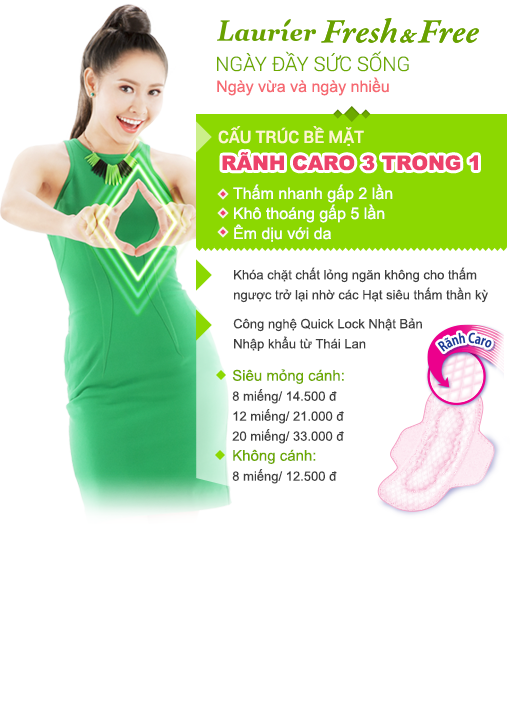 Laurier Fresh & Free
NGÀY ĐẦY SỨC SỐNG
Ngày vừa và ngày nhiều
CẤU TRÚC BỀ MẶT
RÃNH CARO 3 TRONG 1
Thấm nhanh gấp 2 lần
Khô thoáng gấp 5 lần
Êm dịu với da
Khóa chặt chất lỏng ngăn không cho thấm
ngược trở lại nhờ các Hạt siêu thấm thần kỳ
Công nghệ Quick Lock Nhật Bản
Nhập khẩu từ Thái Lan
Rãnh Caro
Siêu mỏng cánh:
8 miếng/ 14.500 đ
12 miếng/ 21.000 đ
20 miếng/ 33.000 đ
Không cánh:
8 miếng/ 12.500 đ